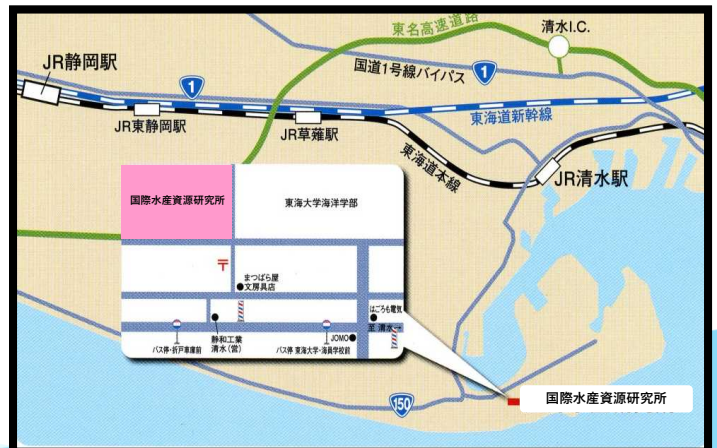 東名高速道路
清水I.C.
国道1号線バイパス
1
JR静岡駅
1
東海道新幹線
JR東静岡駅
JR草薙駅
東海道本線
JR清水駅
国際水産資源研究所
東海大学海洋学部
〒
まつばら屋
文房具店
はごろも電気
至 清水→
静和工業
清水(営)
JOMO
バス停・折戸車庫前
バス停 東海大学・海員学校前
150
国際水産資源研究所